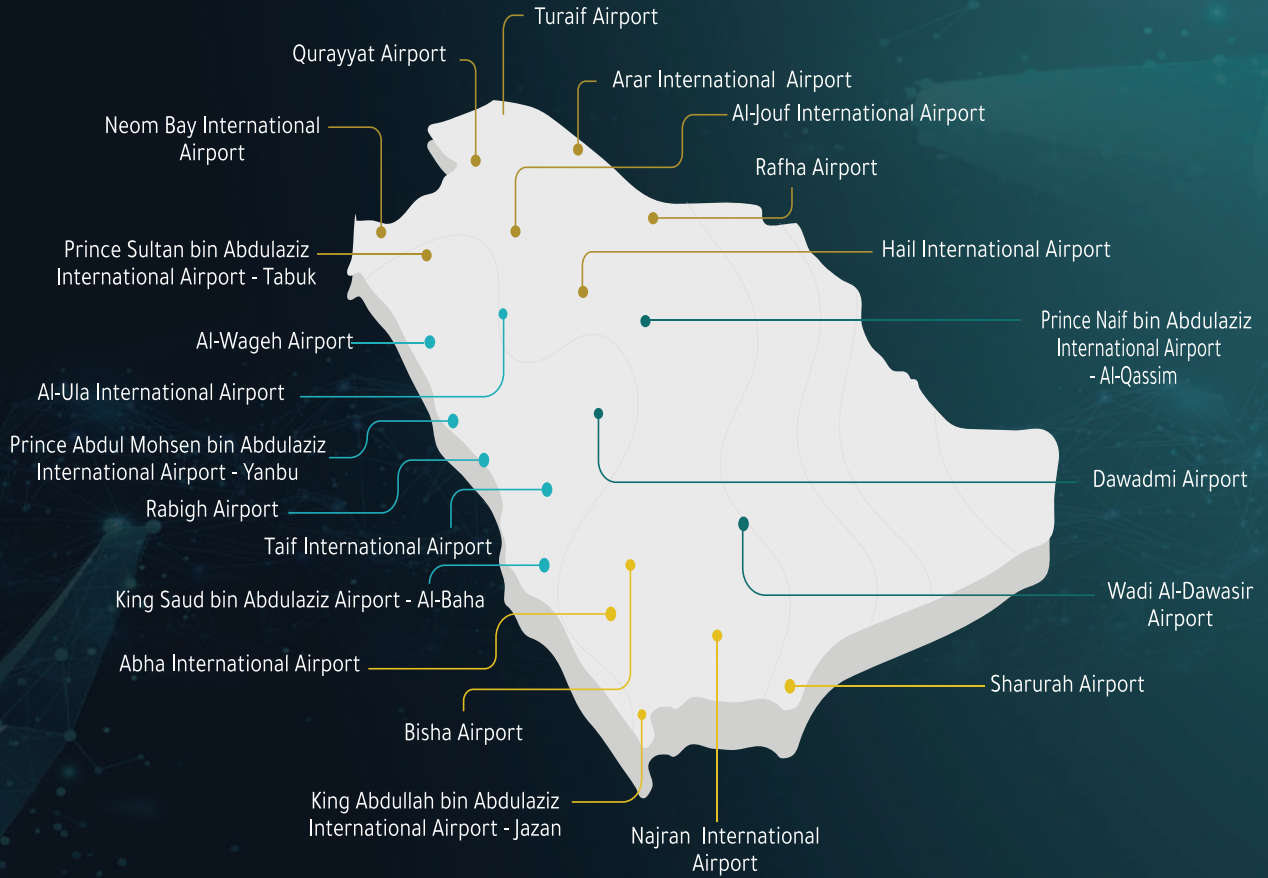 Turaif Airport
Qurayyat Airport
Arar International Airport
Al-Jouf International Airport
Neom Bay International
Airport
Rafha Airport
Prince Sultan bin Abdulaziz
International Airport - Tabuk
Hail International Airport
Al-Wageh Airport
Prince Naif bin Abdulaziz
International Airport
- Al-Qassim
Al-Ula International Airport
Prince Abdul Mohsen bin Abdulaziz
International Airport - Yanbu
Dawadmi Airport
Rabigh Airport
Taif International Airport
King Saud bin Abdulaziz Airport - Al-Baha
Wadi Al-Dawasir
Airport
Abha International Airport
Sharurah Airport
Bisha Airport
King Abdullah bin Abdulaziz
International Airport - Jazan
Najran International
Airport